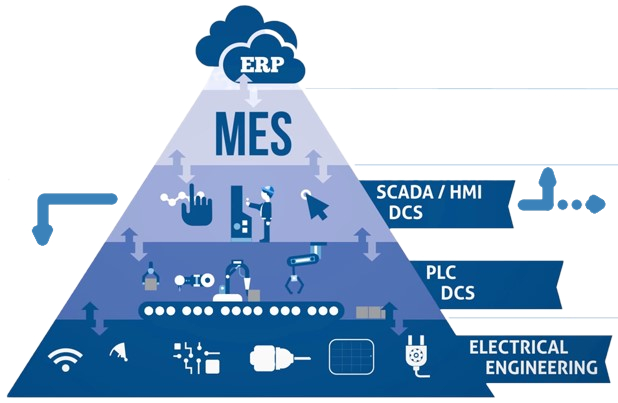 ERP
MES
SCADA / HMI
DCS
PLC
DCS
ELECTRICAL
ENGINEERING